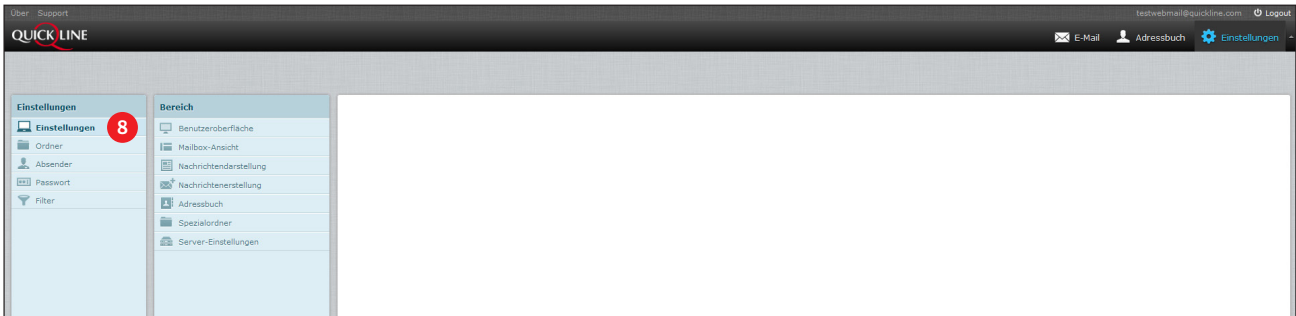 Über Support testwebmail@quickline.com Logout
QUICKLINE E-Mail Adressbuch Einstellungen
Einstellungen
Einstellungen 8
Ordner
Absender
Passwort
Filter
Bereich
Benutzeroberfläche
Mailbox-Ansicht
Nachrichtendarstellung
Nachrichtenerstellung
Adressbuch
Spezialordner
Server-Einstellungen